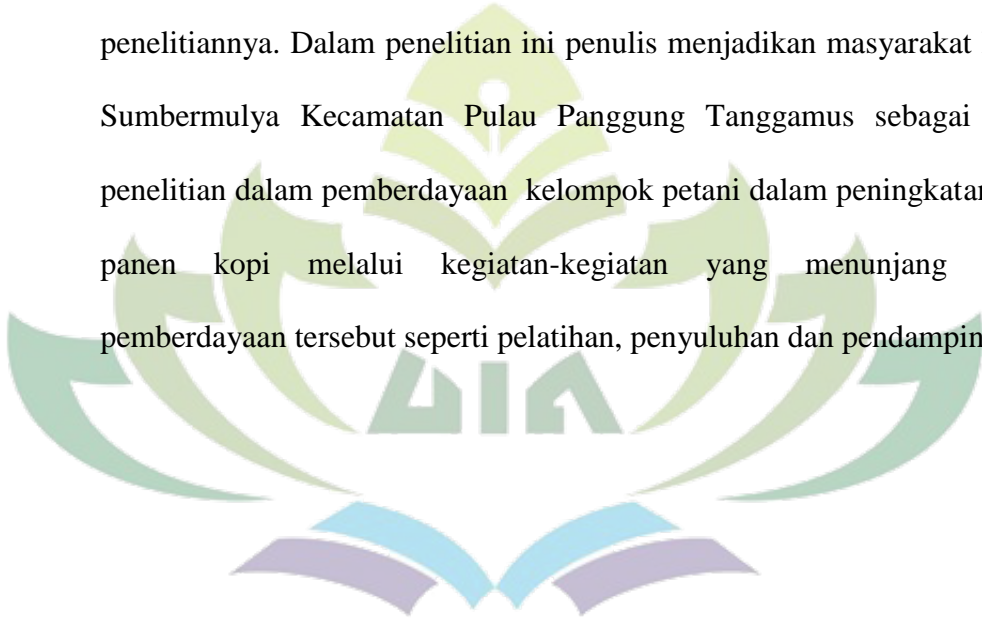 penelitiannya. Dalam penelitian ini penulis menjadikan masyarakat
Sumbermulya Kecamatan Pulau Panggung Tanggamus sebagai
penelitian dalam pemberdayaan kelompok petani dalam peningkatan
panen kopi melalui kegiatan-kegiatan yang menunjang
pemberdayaan tersebut seperti pelatihan, penyuluhan dan
UIN